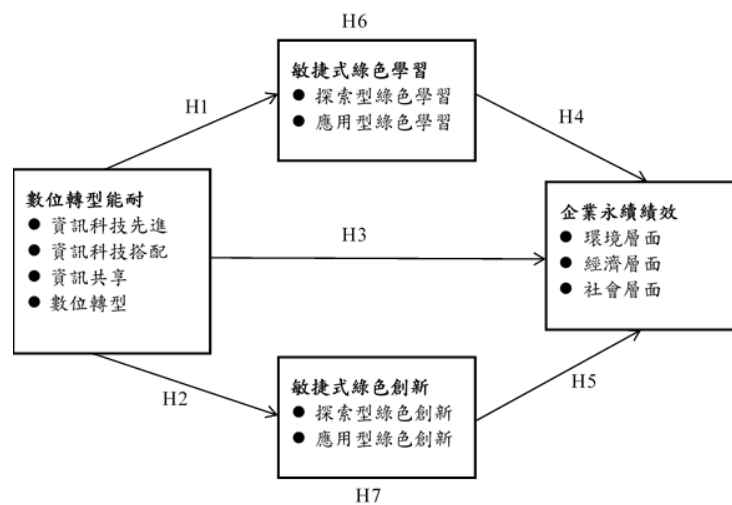 H6
敏捷式綠色學習
● 探索型綠色學習
● 應用型綠色學習
H1
H4
數位轉型能耐
● 資訊科技先進
● 資訊科技搭配
● 資訊共享
● 數位轉型
H3
企業永續績效
● 環境層面
● 經濟層面
● 社會層面
H2
敏捷式綠色創新
● 探索型綠色創新
● 應用型綠色創新
H5
H7